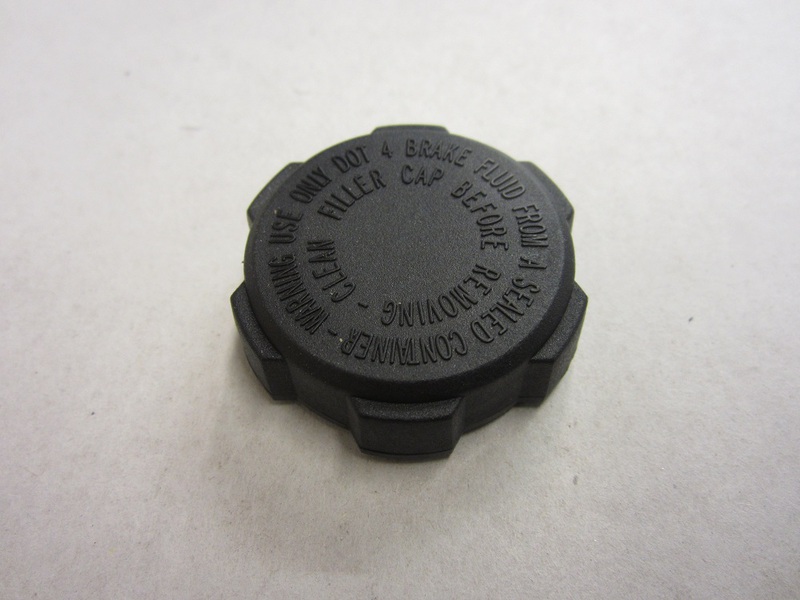 WARNING USE ONLY DOT 4 BRAKE FLUID FROM A SEALED CONTAINER-
CLEAN FILLER CAP BEFORE REMOVING -